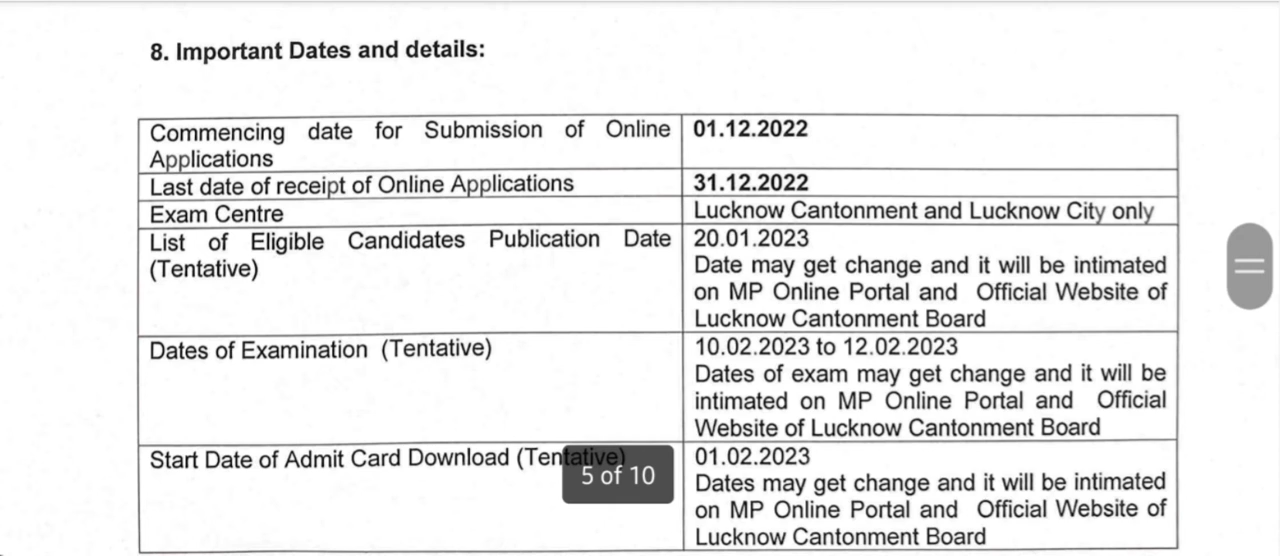 8. Important Dates and details:
Commencing date for Submission of Online
Applications
01.12.2022
Last date of receipt of Online Applications
31.12.2022
Exam Centre
Lucknow Cantonment and Lucknow City only
List of Eligible Candidates Publication Date
(Tentative)
20.01.2023
Date may get change and it will be intimated
on MP Online Portal and Official Website of
Lucknow Cantonment Board
Dates of Examination (Tentative)
10.02.2023 to 12.02.2023
Dates of exam may get change and it will be
intimated on MP Online Portal and Official
Website of Lucknow Cantonment Board
Start Date of Admit Card Download (Tentative)
5 of 10
01.02.2023
Dates may get change and it will be intimated
on MP Online Portal and Official Website of
Lucknow Cantonment Board